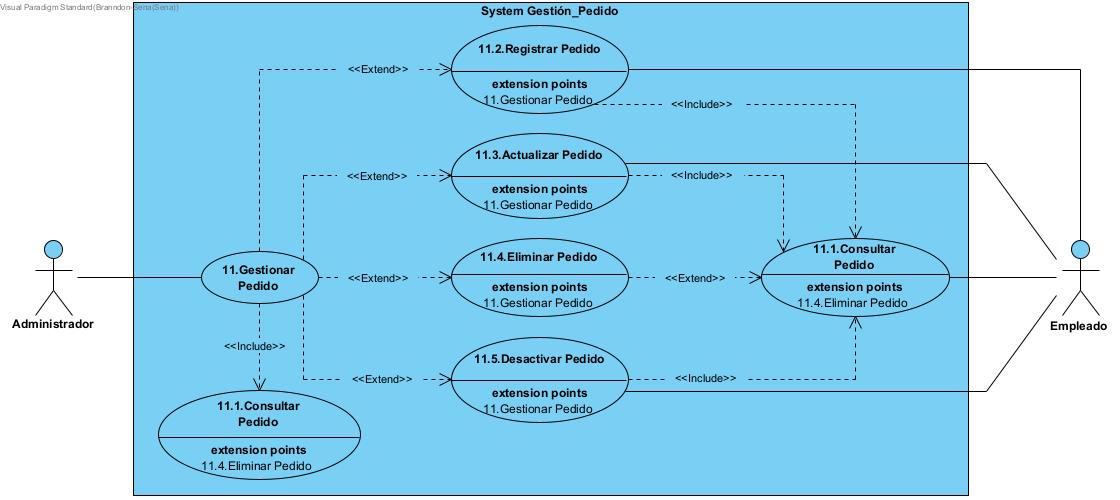 Visual Paradigm Standard(Branndon-Sena(Sena))
System Gestión_Pedido
11.2.Registrar Pedido
extension points
11.Gestionar Pedido
<<Extend>>
<<Include>>
11.3.Actualizar Pedido
extension points
11.Gestionar Pedido
<<Extend>>
<<Include>>
11.Gestionar
Pedido
<<Extend>>
11.4.Eliminar Pedido
extension points
11.Gestionar Pedido
<<Extend>>
11.1.Consultar
Pedido
extension points
11.4.Eliminar Pedido
Administrador
Empleado
<<Include>>
<<Extend>>
11.5.Desactivar Pedido
extension points
11.Gestionar Pedido
<<Include>>
11.1.Consultar
Pedido
extension points
11.4.Eliminar Pedido